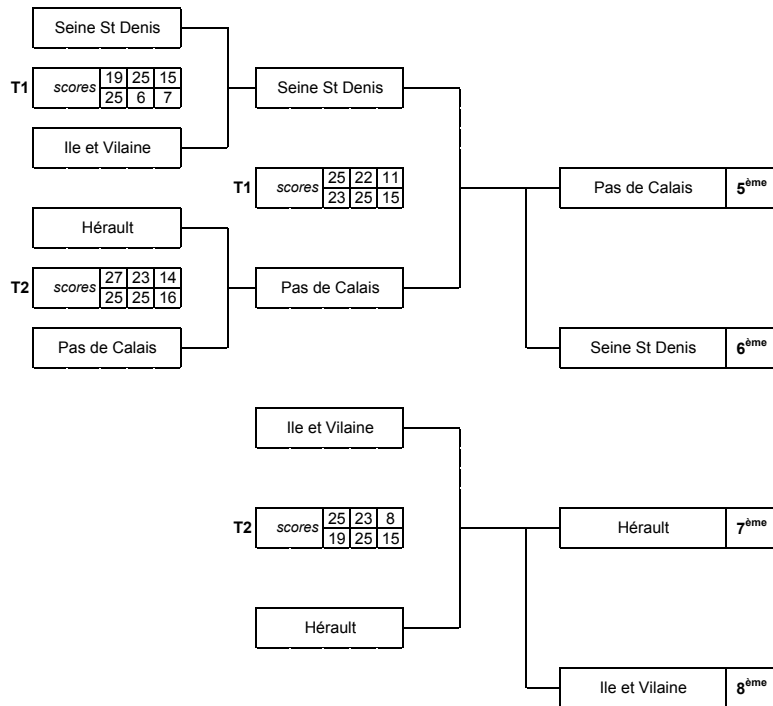 Seine St Denis
T1 scores 19 25 15
25 6 7
Ile et Vilaine
Seine St Denis
T1 scores 25 22 11
23 25 15
Hérault
T2 scores 27 23 14
25 25 16
Pas de Calais
Pas de Calais
Pas de Calais 5ème
Seine St Denis 6ème
Ile et Vilaine
T2 scores 25 23 8
19 25 15
Hérault
Hérault 7ème
Ile et Vilaine 8ème